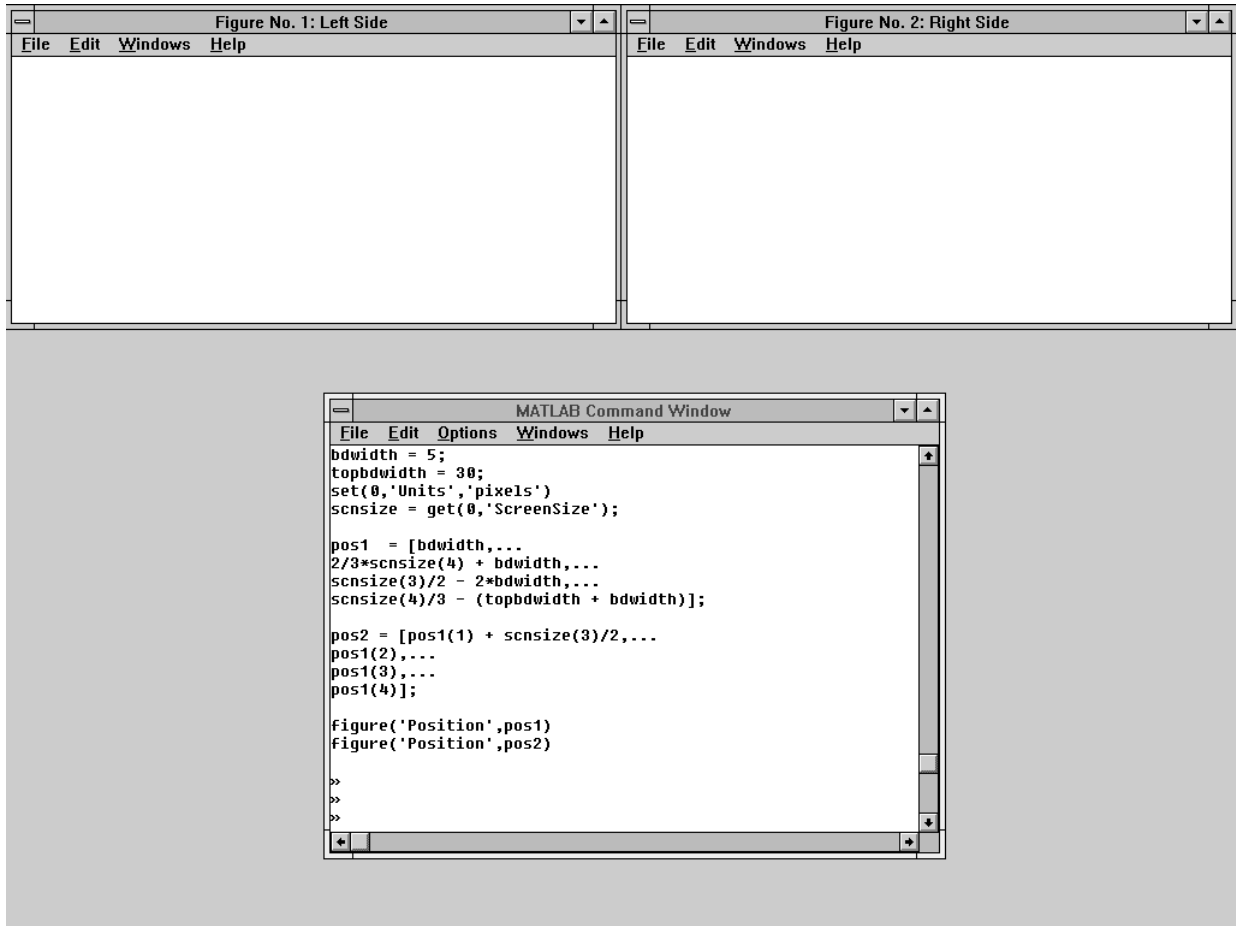 Figure No. 1: Left Side
File Edit Windows Help
Figure No. 2: Right Side
File Edit Windows Help
MATLAB Command Window
File Edit Options Windows Help
bdwidth = 5;
topbdwidth = 30;
set(0,'Units','pixels')
scnsize = get(0,'ScreenSize');
pos1  = [bdwidth,...
2/3*scnsize(4) + bdwidth,...
scnsize(3)/2 - 2*bdwidth,...
scnsize(4)/3 - (topbdwidth + bdwidth)];
pos2 = [pos1(1) + scnsize(3)/2,...
pos1(2),...
pos1(3),...
pos1(4)];
figure('Position',pos1)
figure('Position',pos2)
»
»
»